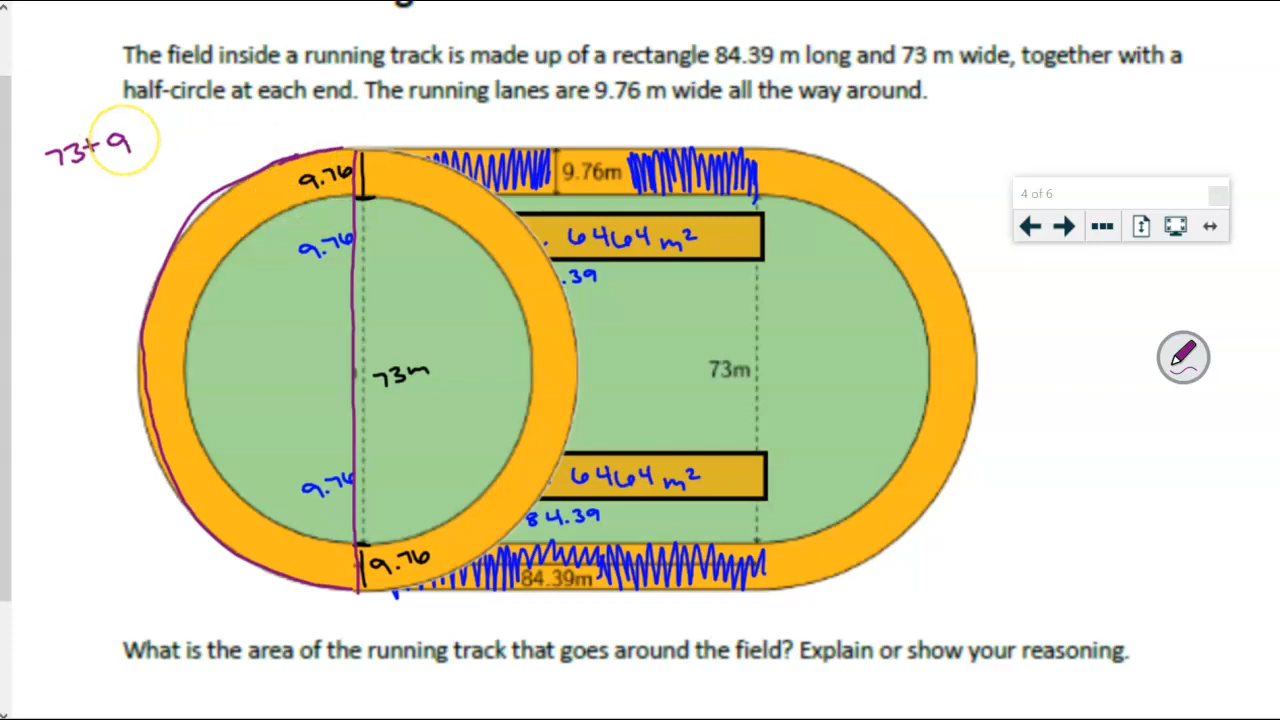 The field inside a running track is made up of a rectangle 84.39 m long and 73 m wide, together with a
half-circle at each end. The running lanes are 9.76 m wide all the way around.
73+9
9.76
9.76m
4 of 6
9.76
. 6464 m²
.39
73m
73m
9.76
. 6464 m²
84.39
9.76
84.39m
What is the area of the running track that goes around the field? Explain or show your reasoning.